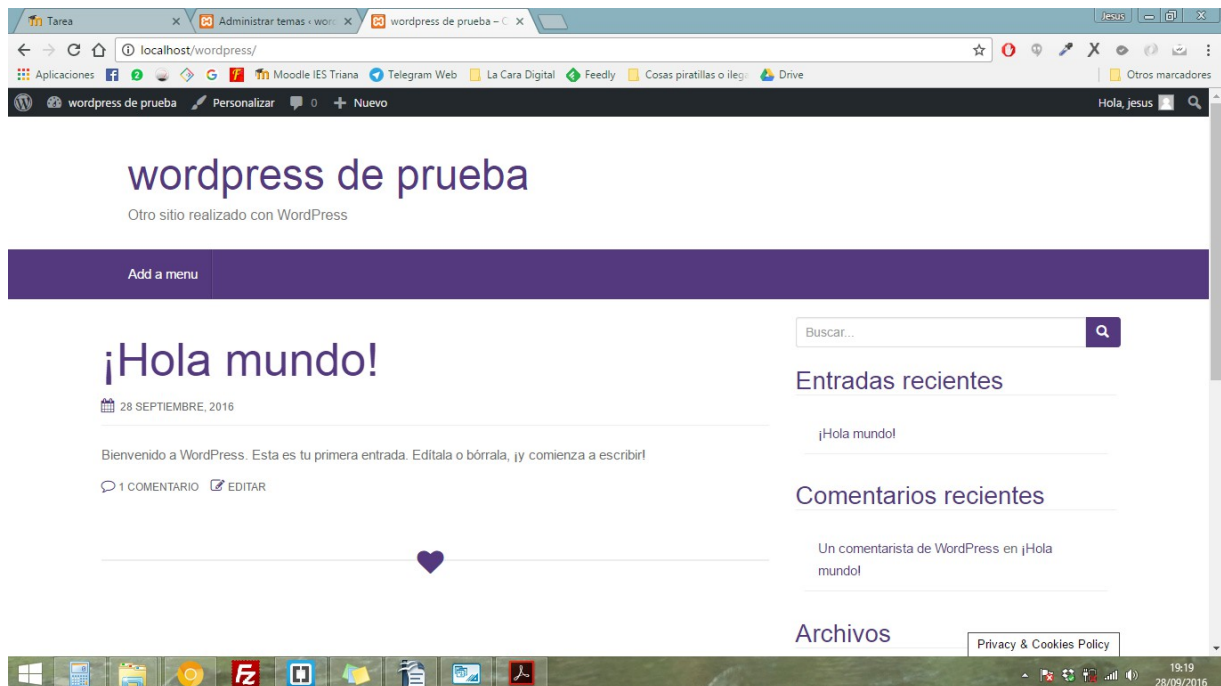 Tarea
Administrar temas ‹ word
wordpress de prueba – C
Jesus
localhost/wordpress/
Aplicaciones
Moodle IES Triana
Telegram Web
La Cara Digital
Feedly
Cosas piratillas o ilega
Drive
Otros marcadores
wordpress de prueba
Personalizar
0
Nuevo
Hola, jesus
wordpress de prueba
Otro sitio realizado con WordPress
Add a menu
Buscar...
¡Hola mundo!
28 SEPTIEMBRE, 2016
Bienvenido a WordPress. Esta es tu primera entrada. Edítala o bórrala, ¡y comienza a escribir!
1 COMENTARIO EDITAR
Entradas recientes
¡Hola mundo!
Comentarios recientes
Un comentarista de WordPress en ¡Hola
mundo!
Archivos
Privacy & Cookies Policy
19:19
28/09/2016